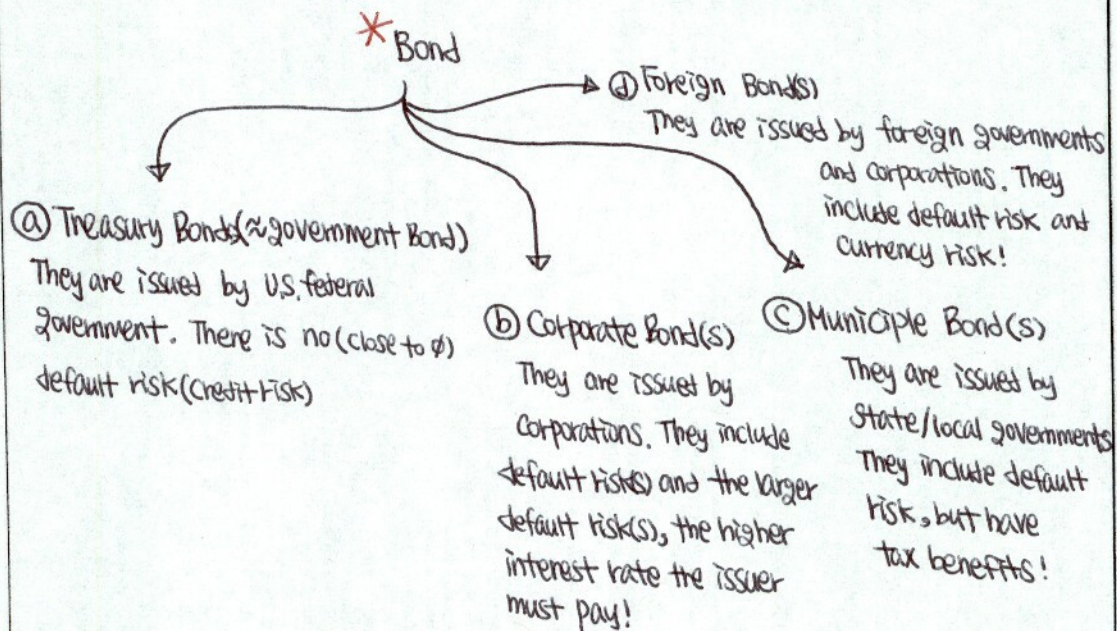 * Bond
ⓐ Treasury Bonds(≈government Bond)
They are issued by U.S. federal
government. There is no (close to ∅)
default risk(credit risk)
ⓑ Corporate Bond(s)
They are issued by
corporations. They include
default risk(s) and the larger
default risk(s), the higher
interest rate the issuer
must pay!
ⓒ Municiple Bond(s)
They are issued by
state/local governments
They include default
risk, but have
tax benefits!
ⓓ Foreign Bond(s)
They are issued by foreign governments
and corporations. They
include default risk and
currency risk!